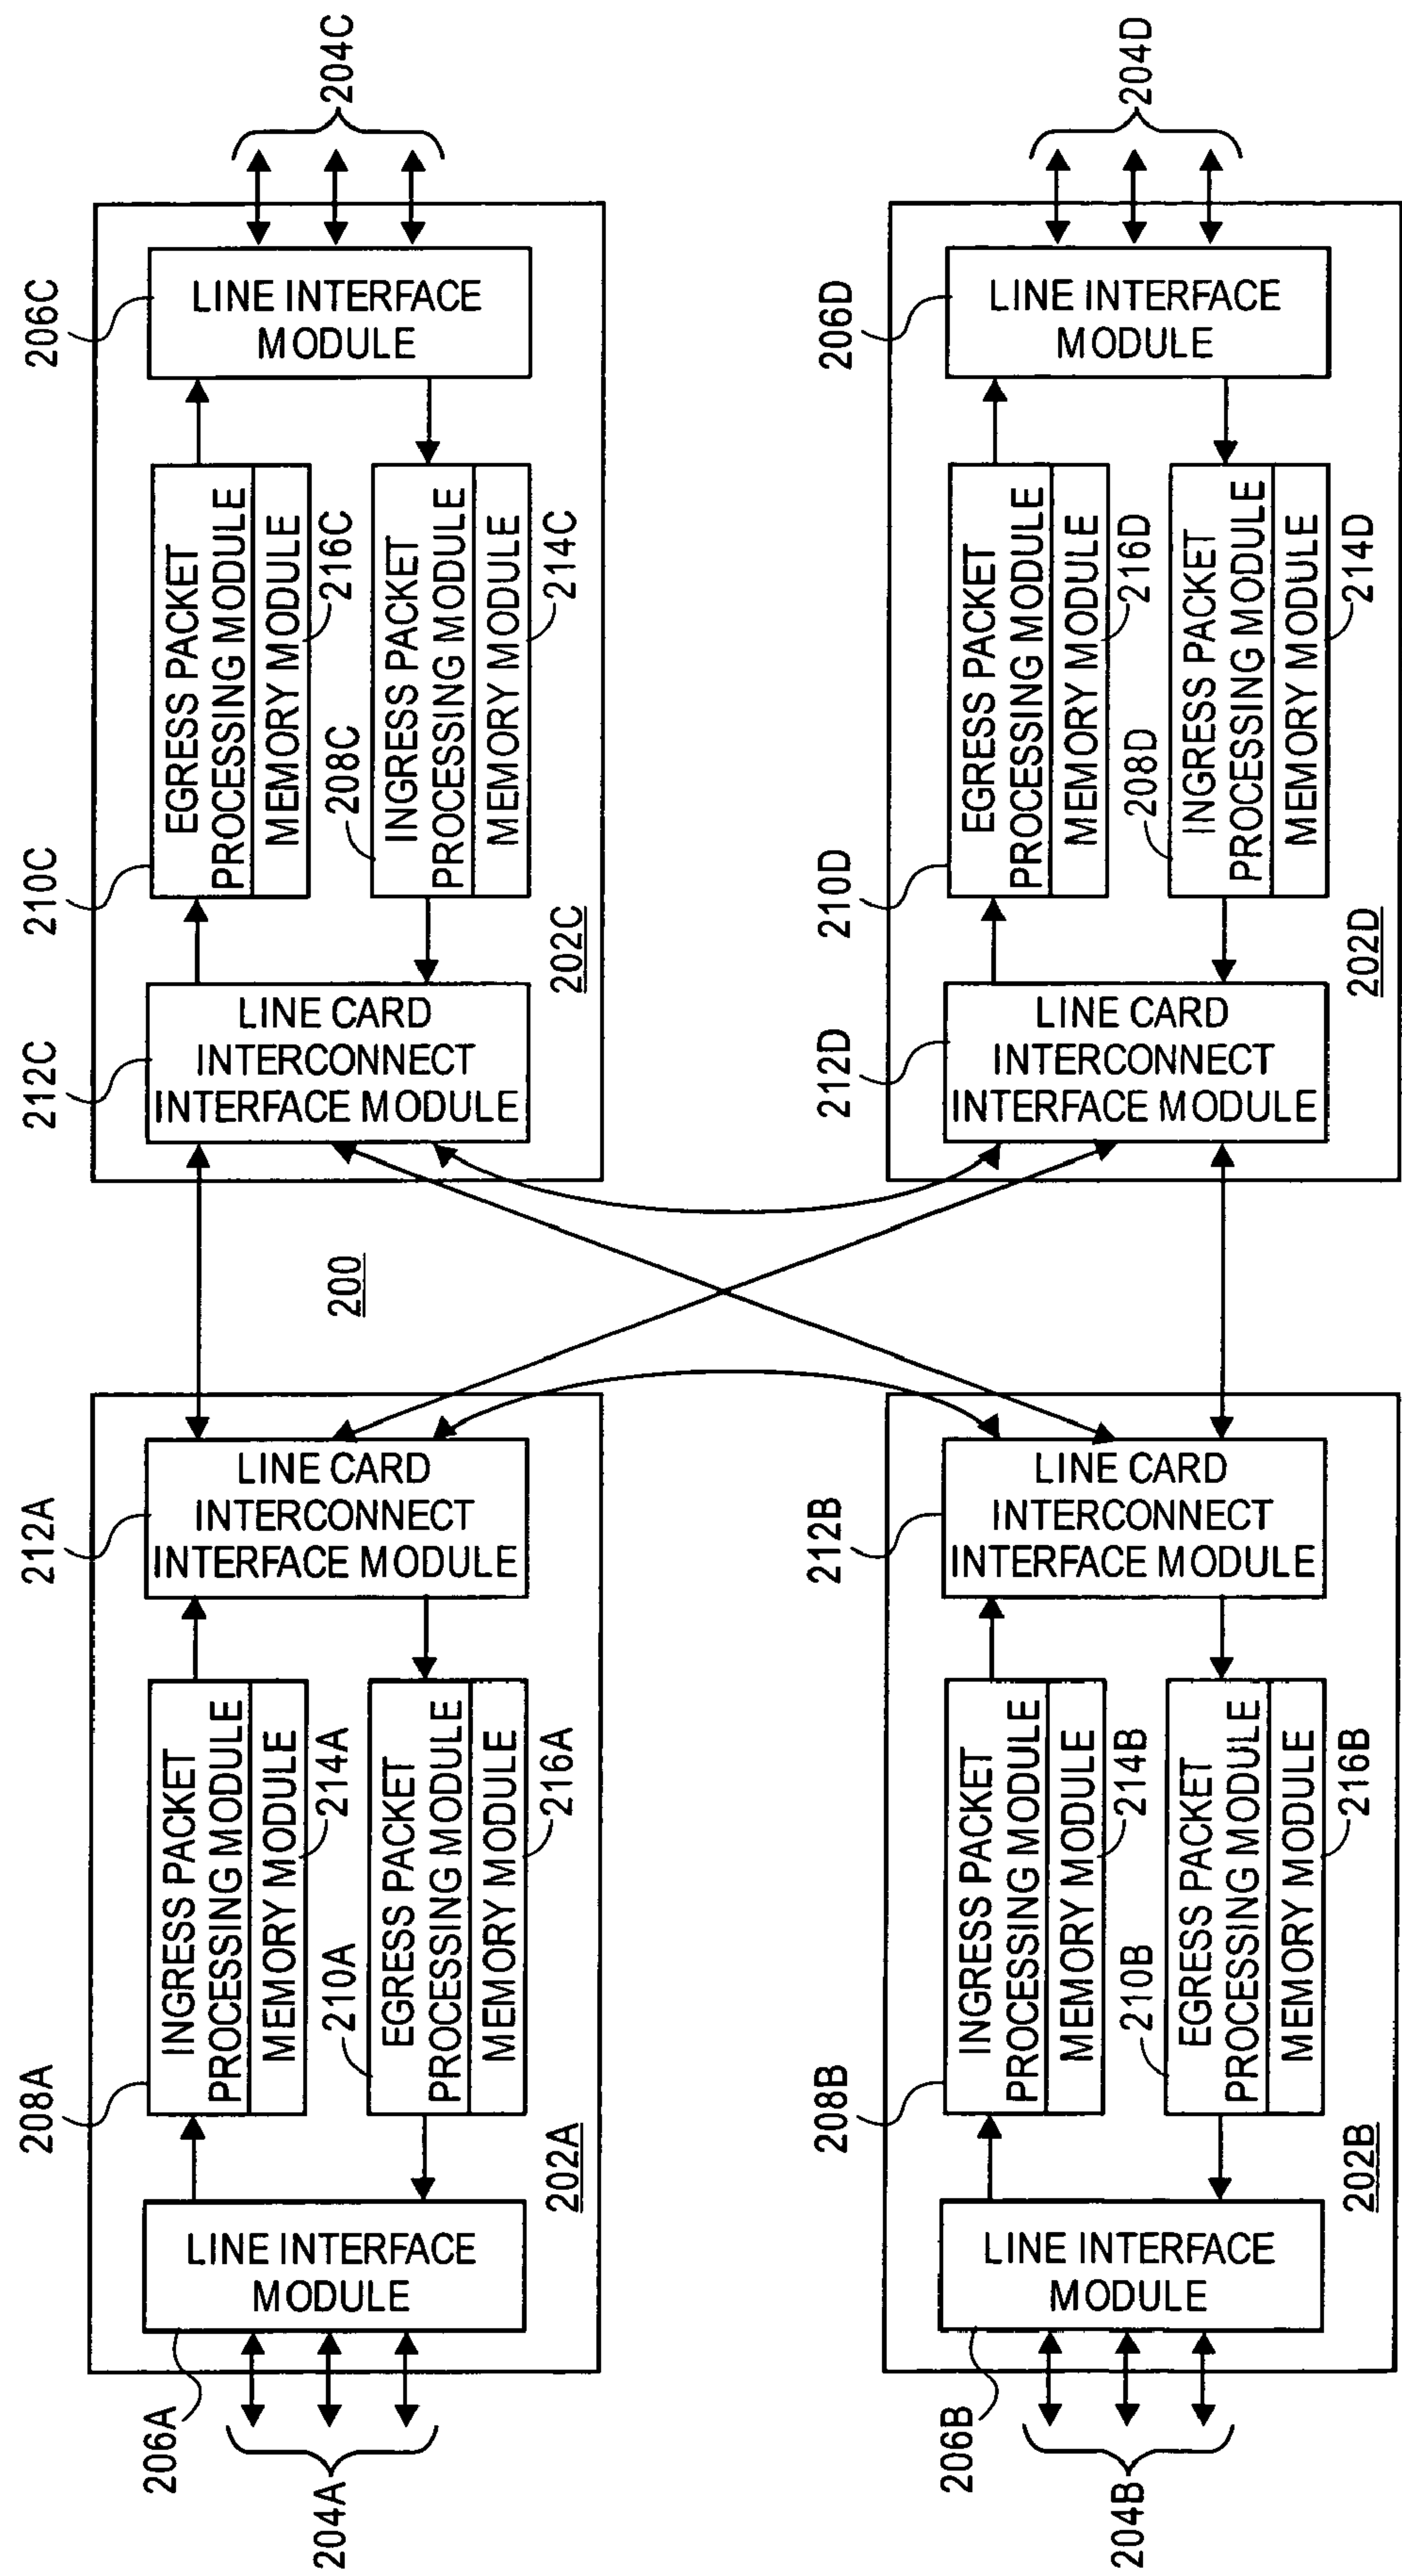 204C
206C
LINE INTERFACE
MODULE
210C
EGRESS PACKET
PROCESSING MODULE
MEMORY MODULE
216C
208C
INGRESS PACKET
PROCESSING MODULE
MEMORY MODULE
214C
212C
LINE CARD
INTERCONNECT
INTERFACE MODULE
202C
204D
206D
LINE INTERFACE
MODULE
210D
EGRESS PACKET
PROCESSING MODULE
MEMORY MODULE
216D
208D
INGRESS PACKET
PROCESSING MODULE
MEMORY MODULE
214D
212D
LINE CARD
INTERCONNECT
INTERFACE MODULE
202D
200
212A
LINE CARD
INTERCONNECT
INTERFACE MODULE
208A
INGRESS PACKET
PROCESSING MODULE
MEMORY MODULE
214A
210A
EGRESS PACKET
PROCESSING MODULE
MEMORY MODULE
216A
202A
LINE INTERFACE
MODULE
206A
204A
212B
LINE CARD
INTERCONNECT
INTERFACE MODULE
208B
INGRESS PACKET
PROCESSING MODULE
MEMORY MODULE
214B
210B
EGRESS PACKET
PROCESSING MODULE
MEMORY MODULE
216B
202B
LINE INTERFACE
MODULE
206B
204B